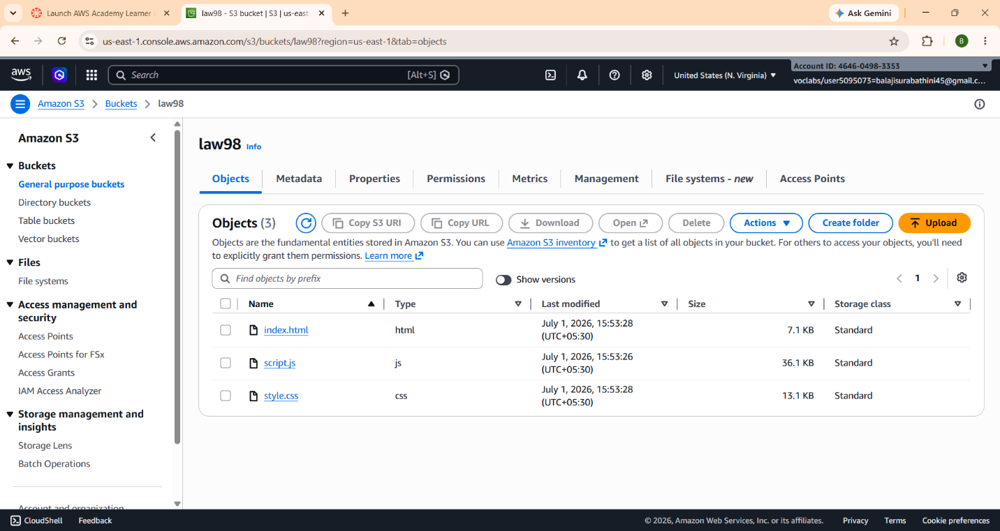 Launch AWS Academy Learner
law98 - S3 bucket | S3 | us-east-
Ask Gemini
us-east-1.console.aws.amazon.com/s3/buckets/law98?region=us-east-1&tab=objects
B
aws
Search
[Alt+S]
United States (N. Virginia)
Account ID: 4646-0498-3353
voclabs/user5095073=balajisurabathini45@gmail.c...
Amazon S3
Buckets
law98
Amazon S3
Buckets
General purpose buckets
Directory buckets
Table buckets
Vector buckets
Files
File systems
Access management and
security
Access Points
Access Points for FSx
Access Grants
IAM Access Analyzer
Storage management and
insights
Storage Lens
Batch Operations
Account and organization
law98 Info
Objects
Metadata
Properties
Permissions
Metrics
Management
File systems - new
Access Points
Objects (3)
Copy S3 URI
Copy URL
Download
Open
Delete
Actions
Create folder
Upload
Objects are the fundamental entities stored in Amazon S3. You can use Amazon S3 inventory to get a list of all objects in your bucket. For others to access your objects, you'll need
to explicitly grant them permissions. Learn more
Find objects by prefix
Show versions
1
Name Type Last modified Size Storage class
index.html html July 1, 2026, 15:53:28 (UTC+05:30) 7.1 KB Standard
script.js js July 1, 2026, 15:53:26 (UTC+05:30) 36.1 KB Standard
style.css css July 1, 2026, 15:53:28 (UTC+05:30) 13.1 KB Standard
CloudShell
Feedback
© 2026, Amazon Web Services, Inc. or its affiliates.
Privacy
Terms
Cookie preferences